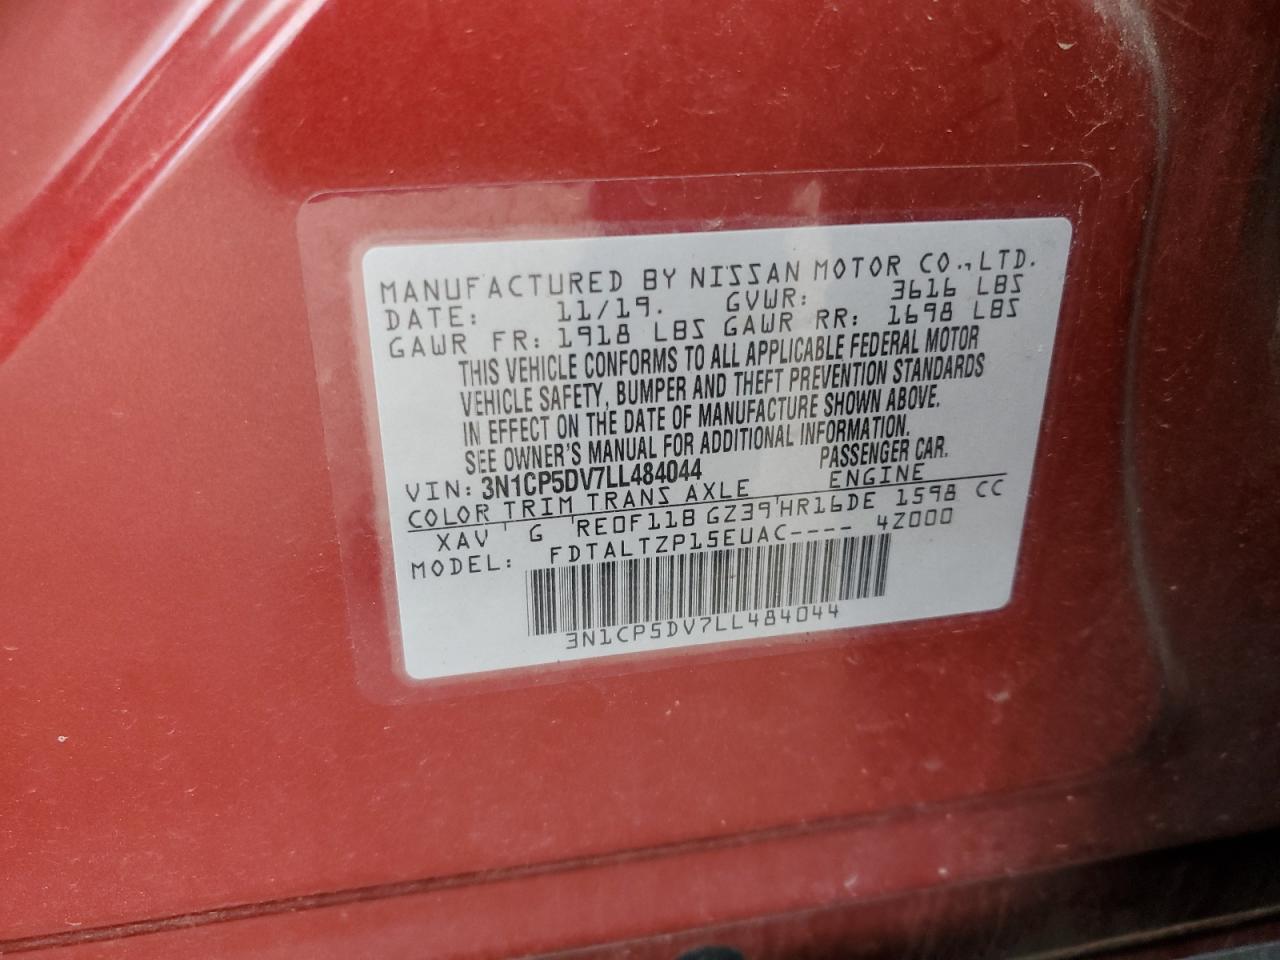 MANUFACTURED BY NISSAN MOTOR CO.,LTD.
DATE: 11/19. GVWR: 3616 LBS
GAWR FR: 1918 LBS GAWR RR: 1698 LBS
THIS VEHICLE CONFORMS TO ALL APPLICABLE FEDERAL MOTOR
VEHICLE SAFETY, BUMPER AND THEFT PREVENTION STANDARDS
IN EFFECT ON THE DATE OF MANUFACTURE SHOWN ABOVE.
SEE OWNER'S MANUAL FOR ADDITIONAL INFORMATION.
VIN: 3N1CP5DV7LL484044 PASSENGER CAR.
COLOR TRIM TRANS AXLE ENGINE
XAV ' G 'RE0F11B GZ39'HR16DE 1598 CC
MODEL: FDTALTZP15EUAC---- 4Z000
3N1CP5DV7LL484044